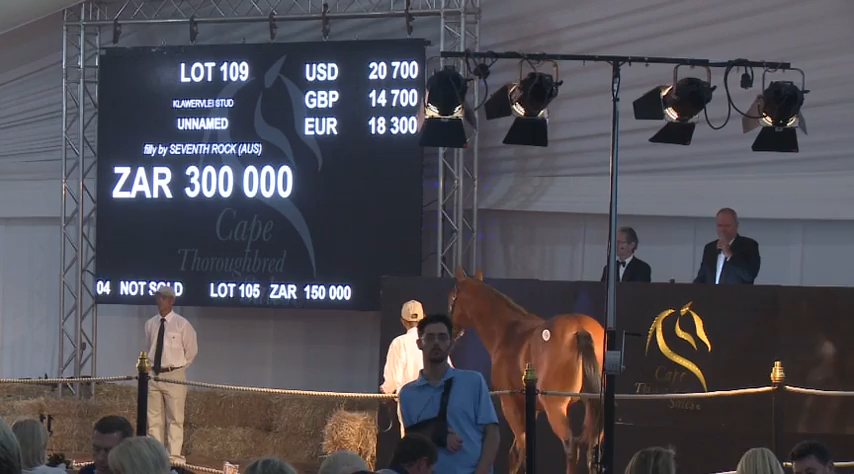 LOT 109
KLAWERVLEI STUD
UNNAMED
filly by SEVENTH ROCK (AUS)
ZAR 300 000
USD 20 700
GBP 14 700
EUR 18 300
Cape
Thoroughbred
04 NOT SOLD LOT 105 ZAR 150 000
Cape